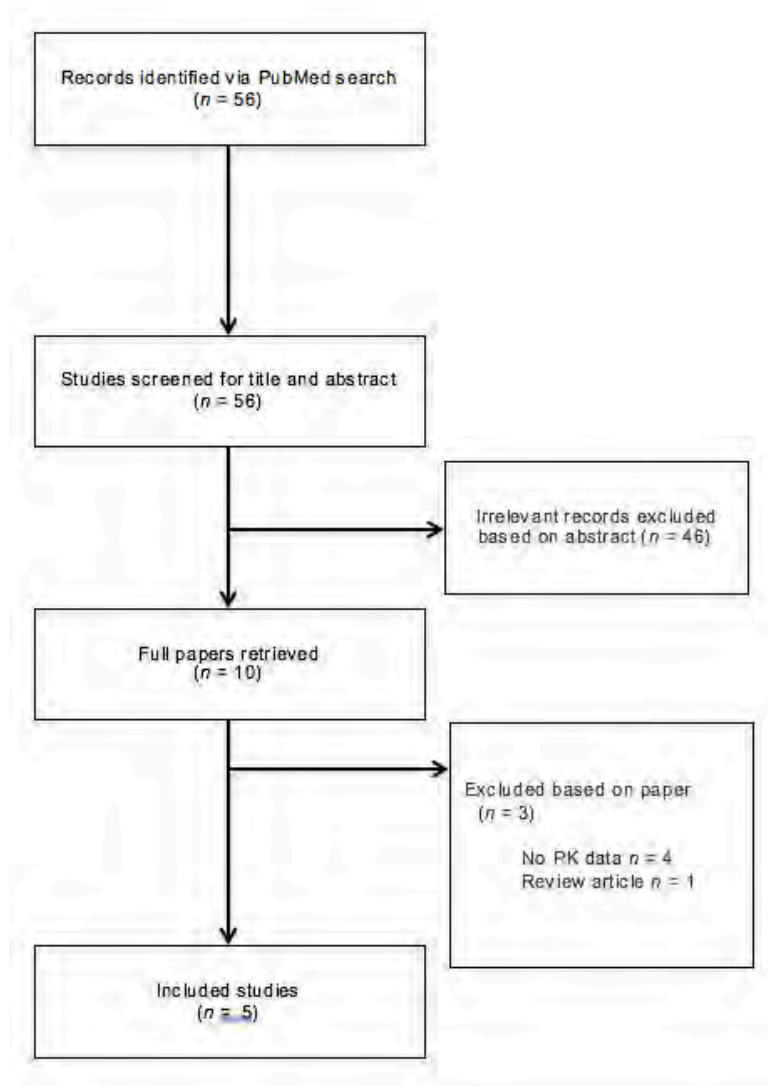 Records identified via PubMed search
(n = 56)
Studies screened for title and abstract
(n = 56)
Irrelevant records excluded
based on abstract (n = 46)
Full papers retrieved
(n = 10)
Excluded based on paper
(n = 3)
No PK data n = 4
Review article n = 1
Included studies
(n = 5)